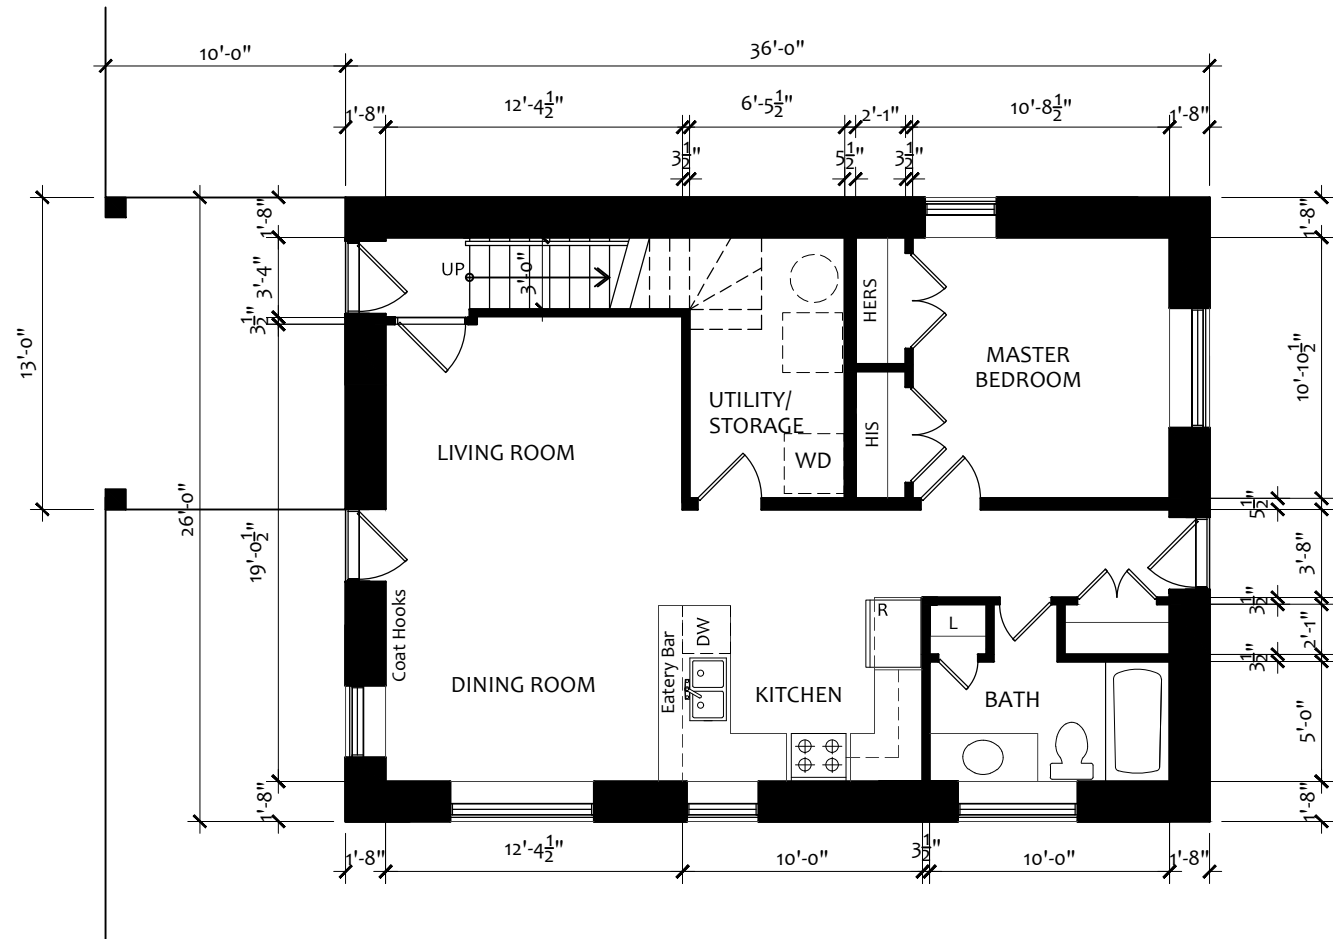 10'-0"
36'-0"
1'-8"
12'-4½"
6'-5½"
2'-1"
10'-8½"
1'-8"
3½"
5½"
3½"
1'-8"
3'-4"
3½"
13'-0"
26'-0"
19'-0½"
1'-8"
UP
3'-0"
HERS
HIS
MASTER
BEDROOM
UTILITY/
STORAGE
WD
LIVING ROOM
Coat Hooks
DINING ROOM
Eatery Bar
DW
KITCHEN
R
L
BATH
1'-8"
10'-10½"
5½"
3'-8"
3½"
2'-1"
3½"
5'-0"
1'-8"
1'-8"
12'-4½"
10'-0"
3½"
10'-0"
1'-8"